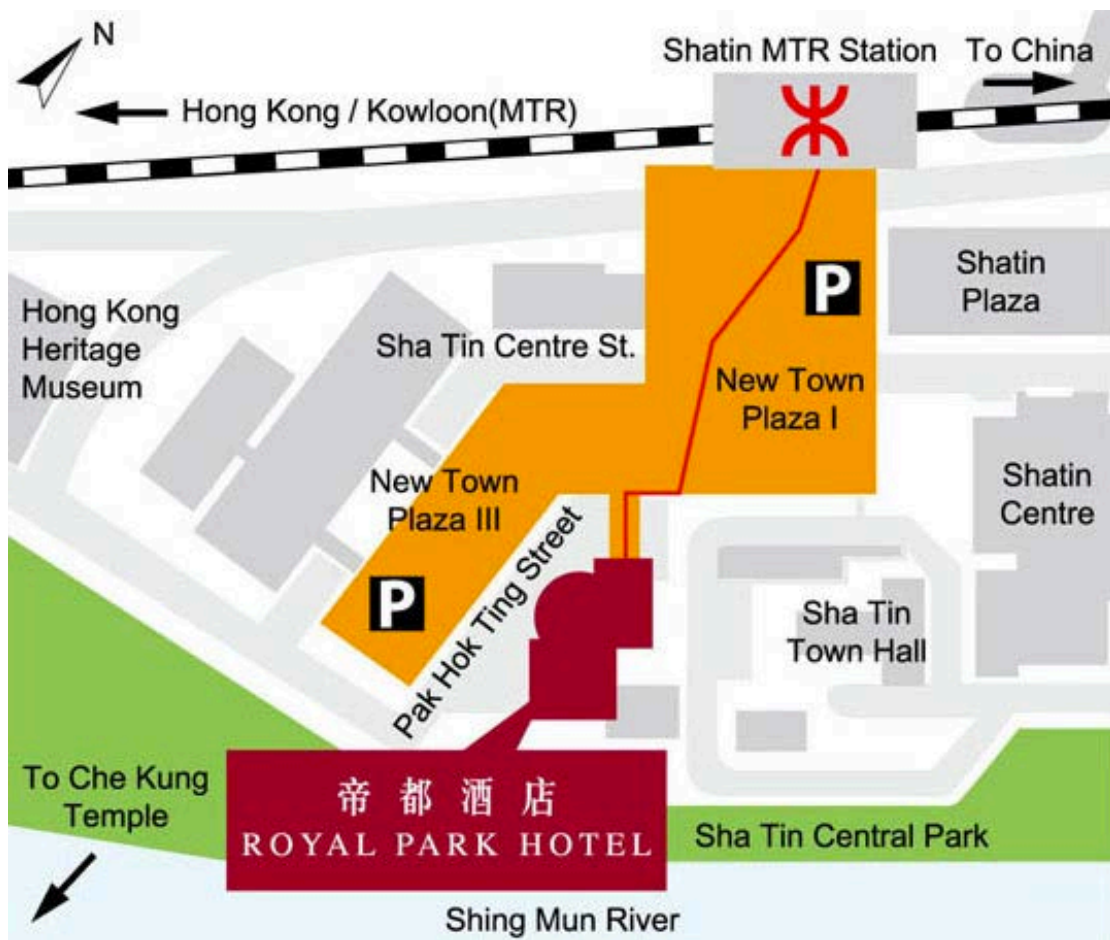 N
Shatin MTR Station
To China
Hong Kong / Kowloon(MTR)
P
Shatin
Plaza
Hong Kong
Heritage
Museum
Sha Tin Centre St.
New Town
Plaza I
New Town
Plaza III
Shatin
Centre
P
Pak Hok Ting Street
Sha Tin
Town Hall
To Che Kung
Temple
帝都酒店
ROYAL PARK HOTEL
Sha Tin Central Park
Shing Mun River